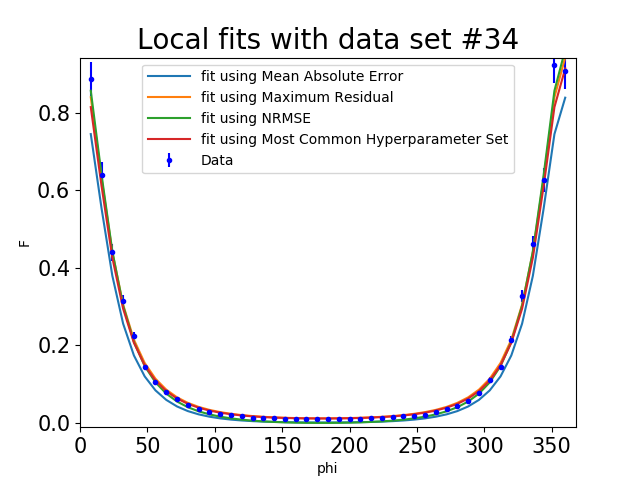 Local fits with data set #34
fit using Mean Absolute Error
fit using Maximum Residual
fit using NRMSE
fit using Most Common Hyperparameter Set
Data
0.8
0.6
0.4
0.2
0.0
F
0 50 100 150 200 250 300 350
phi